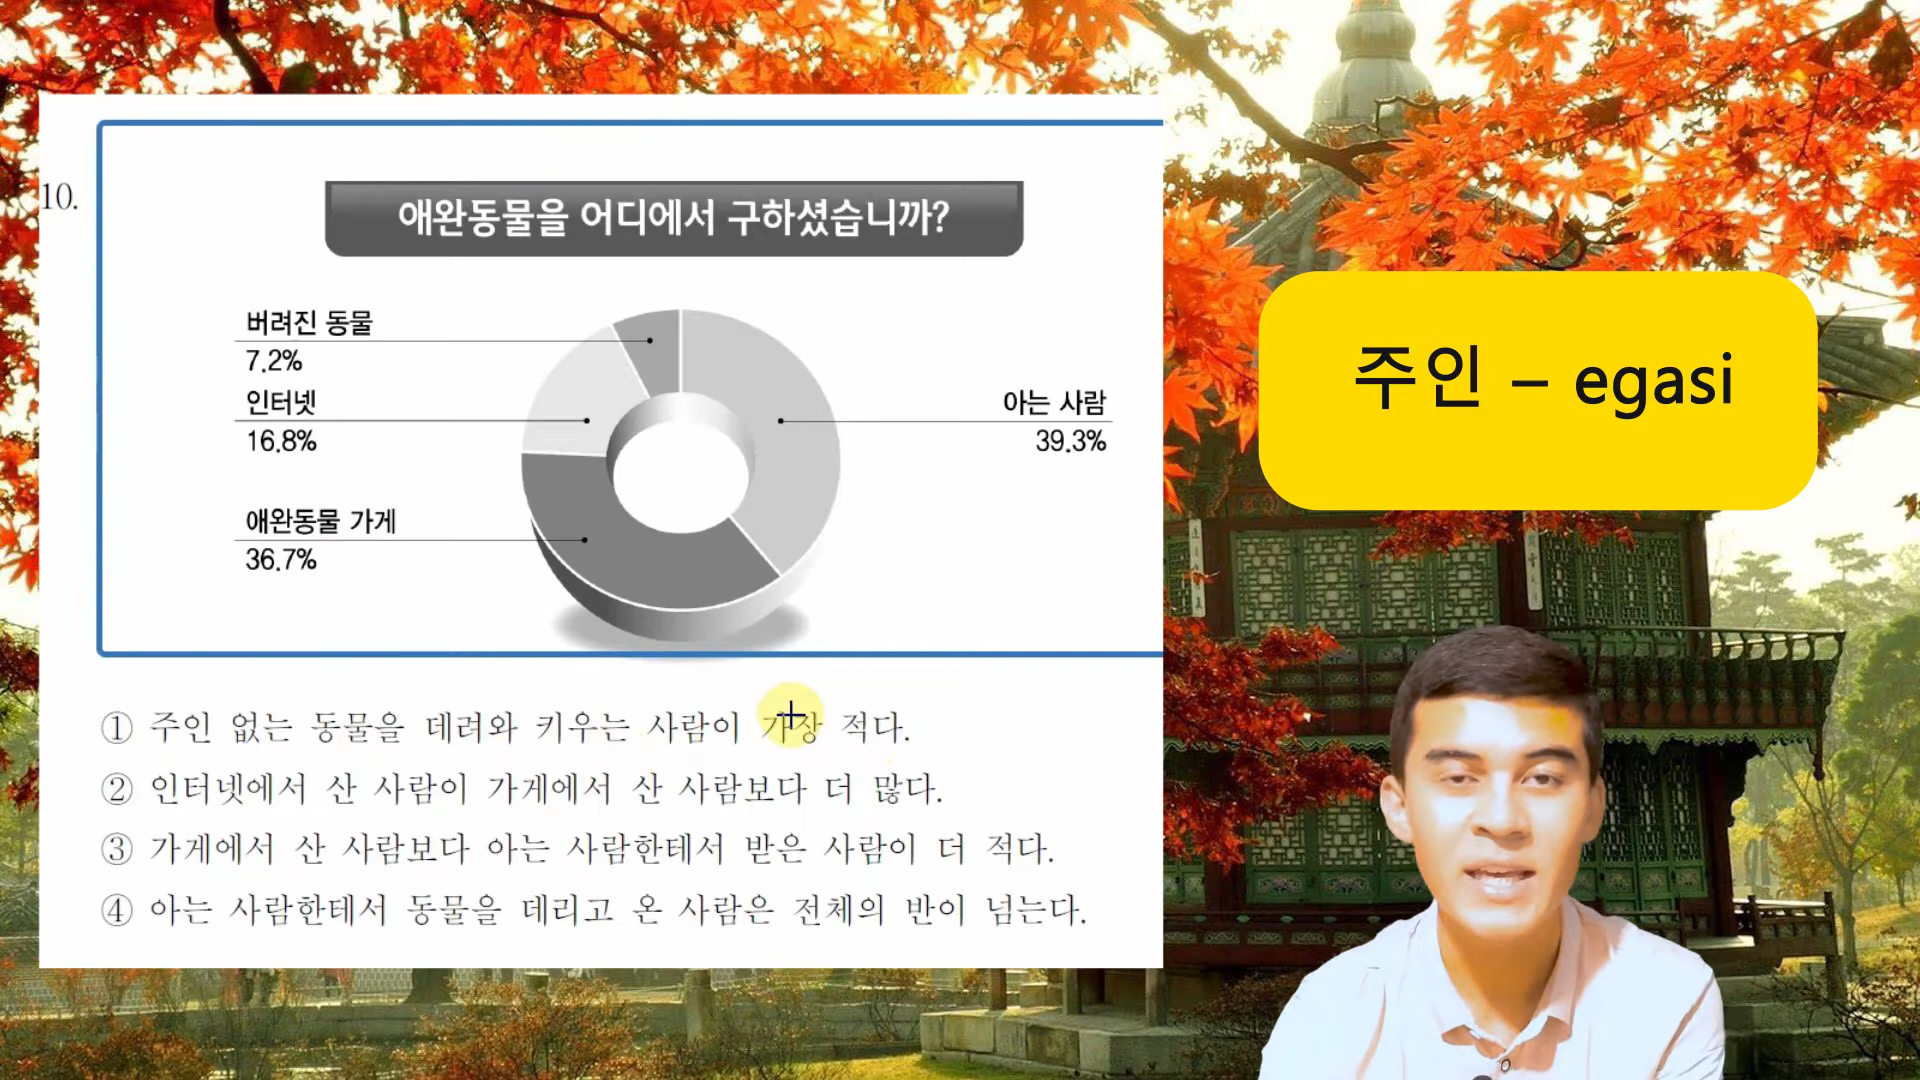 10.
애완동물을 어디에서 구하셨습니까?
버려진 동물
7.2%
인터넷
16.8%
애완동물 가게
36.7%
아는 사람
39.3%
① 주인 없는 동물을 데려와 키우는 사람이 가장 적다.
② 인터넷에서 산 사람이 가게에서 산 사람보다 더 많다.
③ 가게에서 산 사람보다 아는 사람한테서 받은 사람이 더 적다.
④ 아는 사람한테서 동물을 데리고 온 사람은 전체의 반이 넘는다.
주인 – egasi